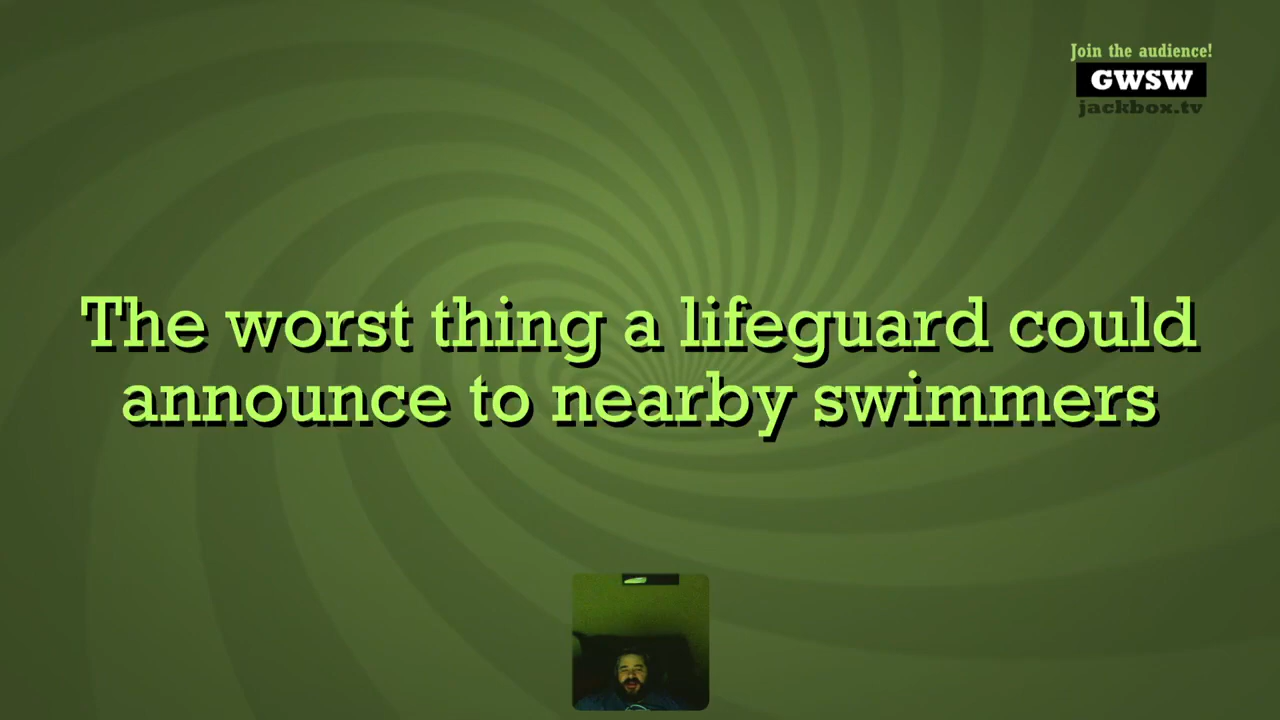 Join the audience!
GWSW
jackbox.tv
The worst thing a lifeguard could
announce to nearby swimmers